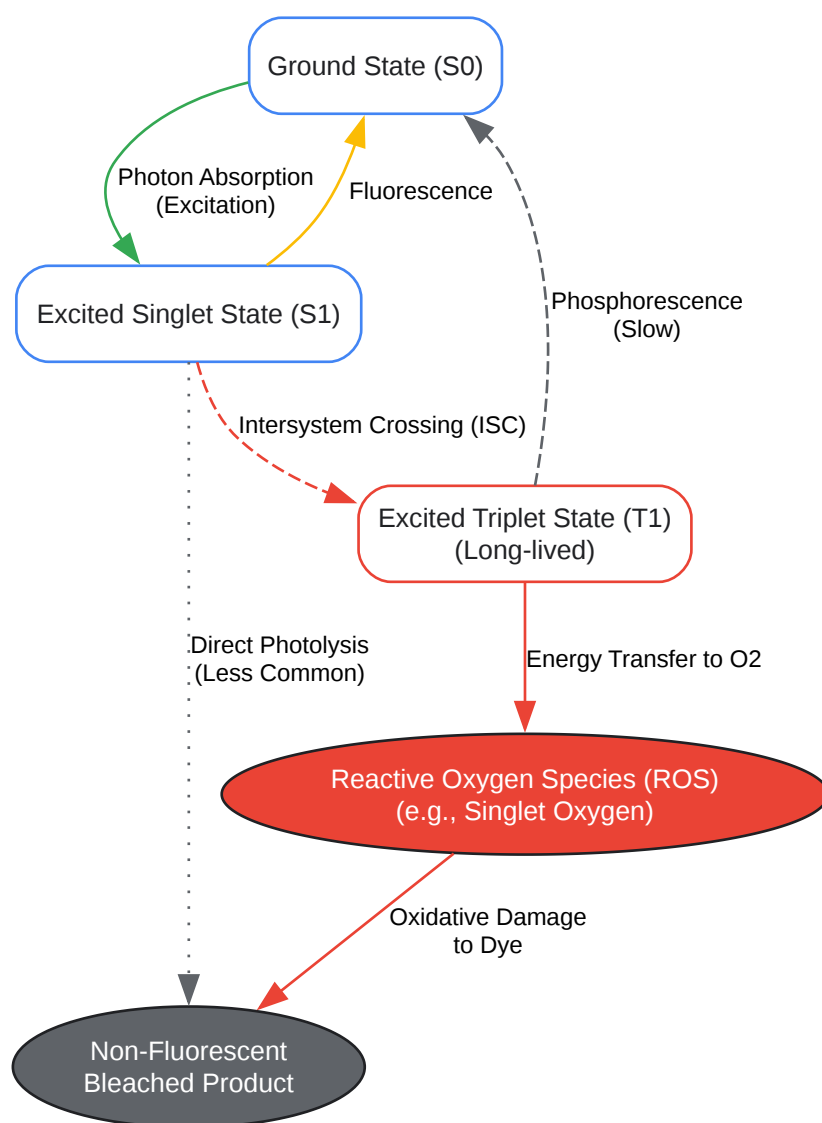 Ground State (S0)
Photon Absorption
(Excitation)
Fluorescence
Excited Singlet State (S1)
Phosphorescence
(Slow)
Intersystem Crossing (ISC)
Excited Triplet State (T1)
(Long-lived)
Direct Photolysis
(Less Common)
Energy Transfer to O2
Reactive Oxygen Species (ROS)
(e.g., Singlet Oxygen)
Oxidative Damage
to Dye
Non-Fluorescent
Bleached Product